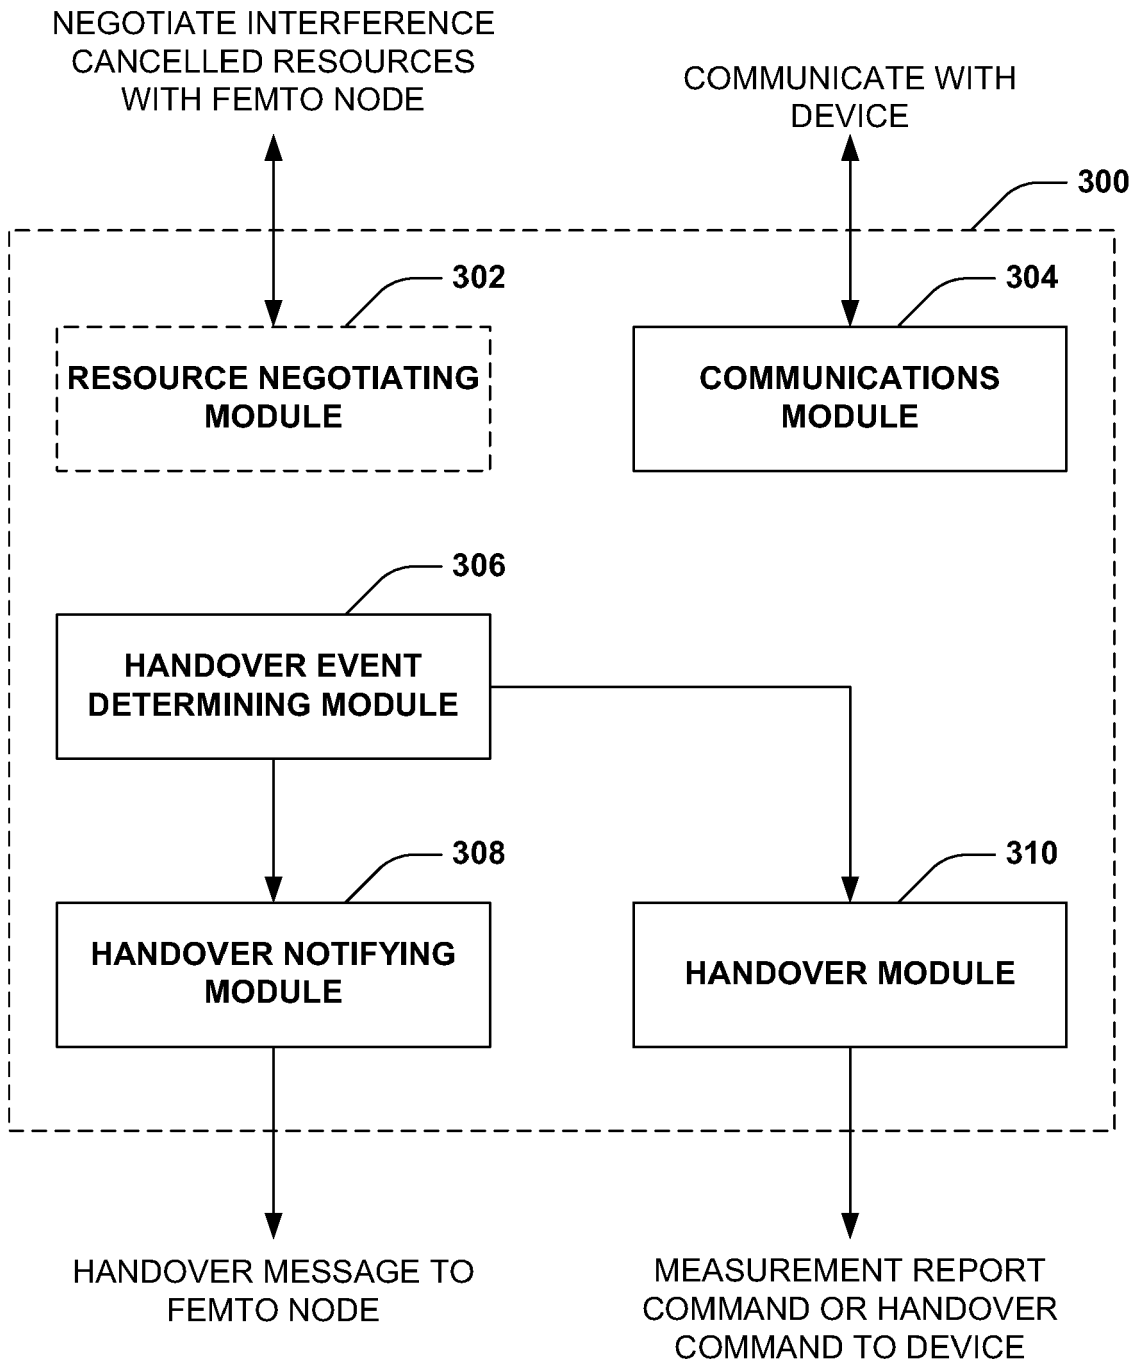 NEGOTIATE INTERFERENCE
CANCELLED RESOURCES
WITH FEMTO NODE
COMMUNICATE WITH
DEVICE
300
302
304
RESOURCE NEGOTIATING
MODULE
COMMUNICATIONS
MODULE
306
HANDOVER EVENT
DETERMINING MODULE
308
310
HANDOVER NOTIFYING
MODULE
HANDOVER MODULE
HANDOVER MESSAGE TO
FEMTO NODE
MEASUREMENT REPORT
COMMAND OR HANDOVER
COMMAND TO DEVICE